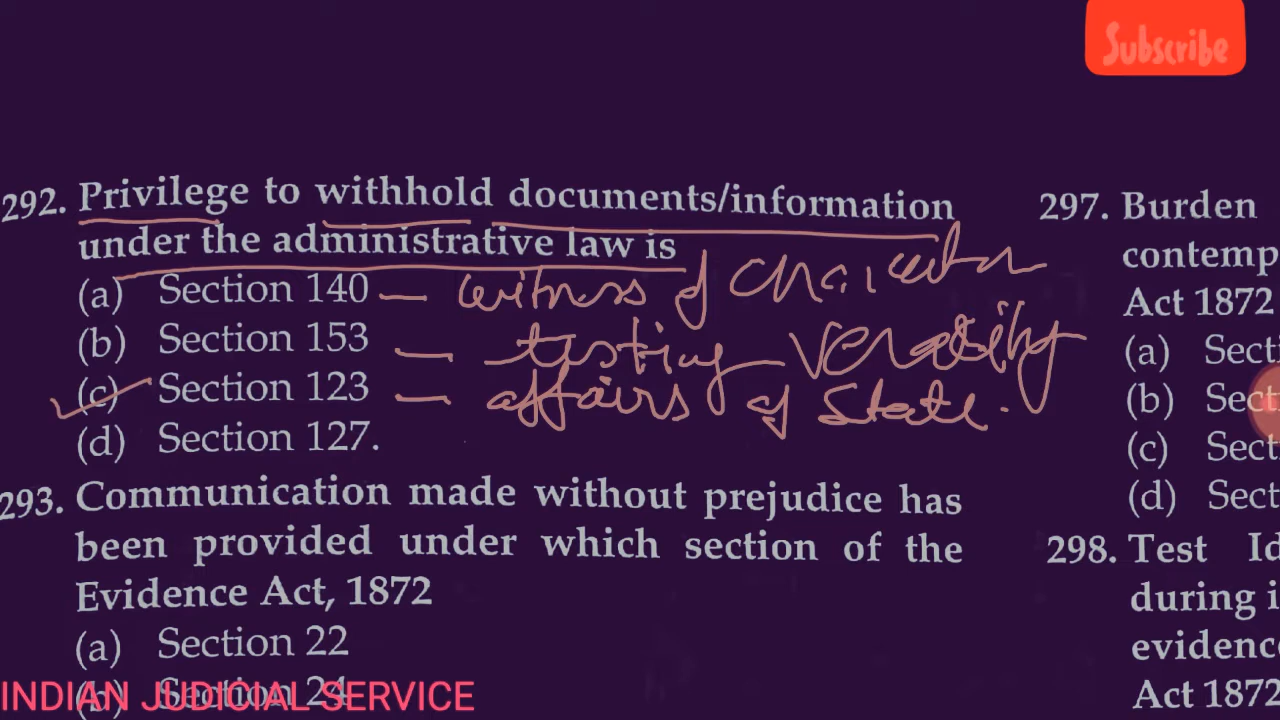 Subscribe
292. Privilege to withhold documents/information
under the administrative law is
(a) Section 140 — witness of character
(b) Section 153 — testing veracity
(c) Section 123 — affairs of State.
(d) Section 127.
293. Communication made without prejudice has
been provided under which section of the
Evidence Act, 1872
(a) Section 22
(b) Section 24
INDIAN JUDICIAL SERVICE
297. Burden
contemp
Act 1872
(a) Secti
(b) Sect
(c) Sect
(d) Sect
298. Test Id
during i
evidenc
Act 1872